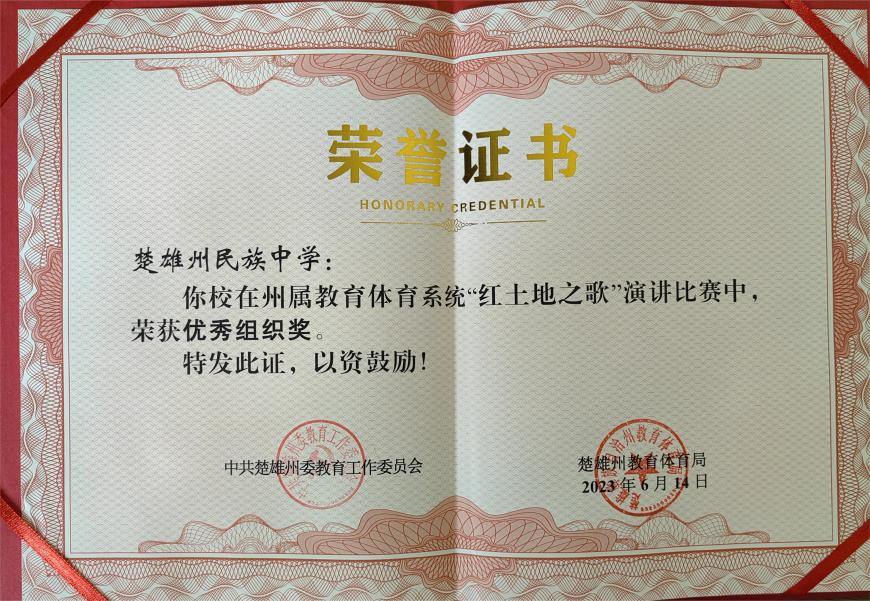 荣誉证书
HONORARY CREDENTIAL
楚雄州民族中学：
你校在州属教育体育系统“红土地之歌”演讲比赛中，
荣获优秀组织奖。
特发此证，以资鼓励！
中共楚雄州委教育工作委员会
楚雄州教育体育局
2023年6月14日